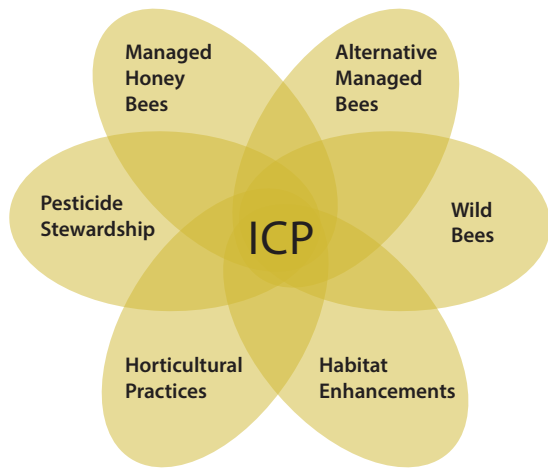 Managed
Honey
Bees
Alternative
Managed
Bees
Pesticide
Stewardship
ICP
Wild
Bees
Horticultural
Practices
Habitat
Enhancements